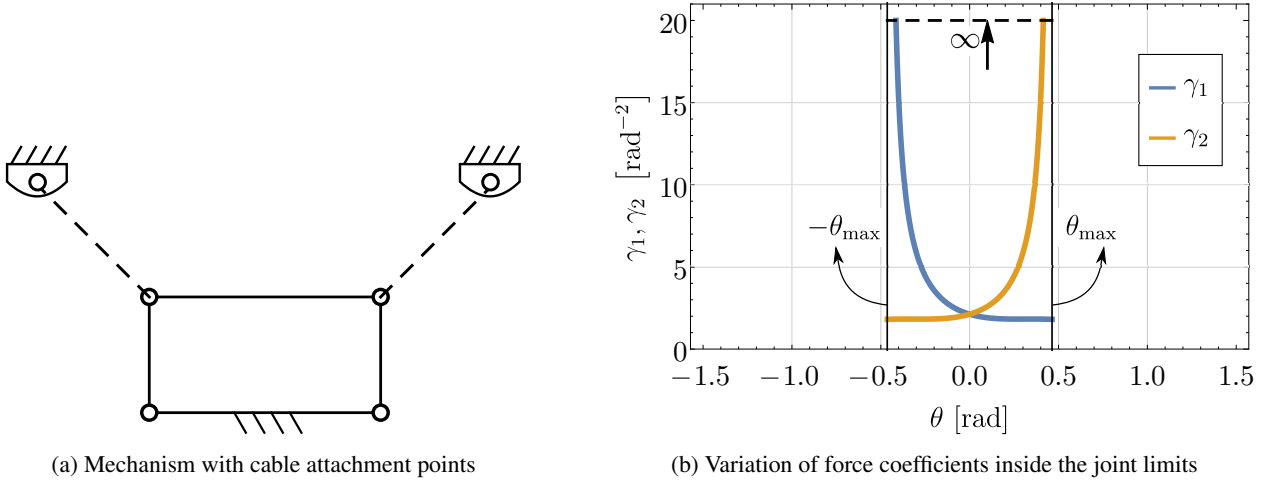 γ₁, γ₂ [rad⁻²]
20
15
10
5
0
∞
γ₁
γ₂
−θmax
θmax
−1.5 −1.0 −0.5 0.0 0.5 1.0 1.5
θ [rad]
(a) Mechanism with cable attachment points
(b) Variation of force coefficients inside the joint limits